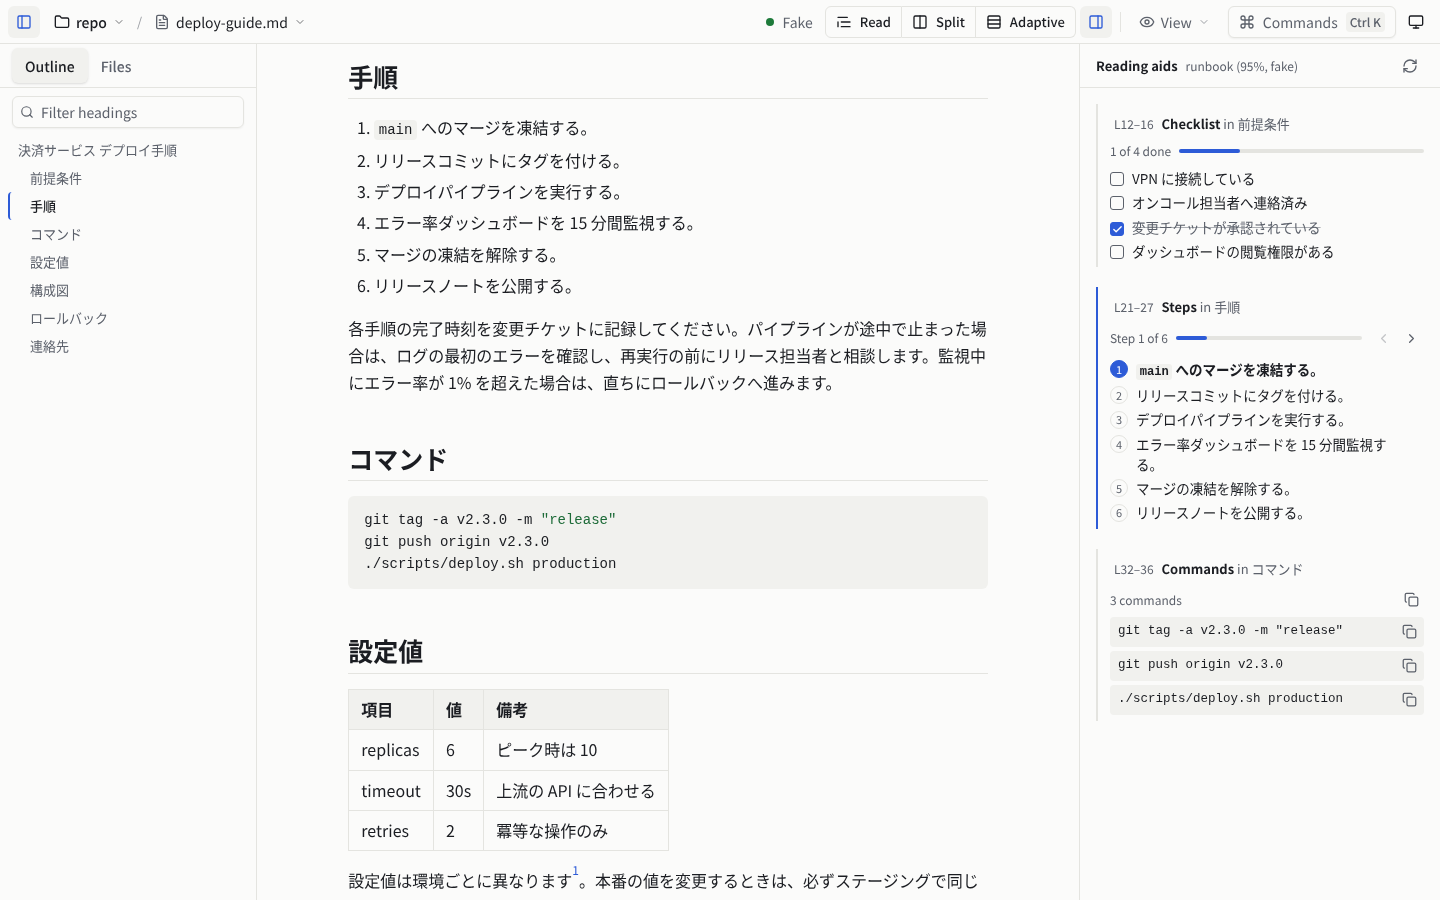 repo / deploy-guide.md
Fake
Read
Split
Adaptive
View
Commands Ctrl K
Outline
Files
Filter headings
決済サービス デプロイ手順
前提条件
手順
コマンド
設定値
構成図
ロールバック
連絡先
手順
1. main へのマージを凍結する。
2. リリースコミットにタグを付ける。
3. デプロイパイプラインを実行する。
4. エラー率ダッシュボードを 15 分間監視する。
5. マージの凍結を解除する。
6. リリースノートを公開する。
各手順の完了時刻を変更チケットに記録してください。パイプラインが途中で止まった場
合は、ログの最初のエラーを確認し、再実行の前にリリース担当者と相談します。監視中
にエラー率が 1% を超えた場合は、直ちにロールバックへ進みます。
コマンド
git tag -a v2.3.0 -m "release"
git push origin v2.3.0
./scripts/deploy.sh production
設定値
項目 値 備考
replicas 6 ピーク時は 10
timeout 30s 上流の API に合わせる
retries 2 冪等な操作のみ
設定値は環境ごとに異なります1。本番の値を変更するときは、必ずステージングで同じ
Reading aids runbook (95%, fake)
L12–16 Checklist in 前提条件
1 of 4 done
VPN に接続している
オンコール担当者へ連絡済み
変更チケットが承認されている
ダッシュボードの閲覧権限がある
L21–27 Steps in 手順
Step 1 of 6
1 main へのマージを凍結する。
2 リリースコミットにタグを付ける。
3 デプロイパイプラインを実行する。
4 エラー率ダッシュボードを 15 分間監視す
る。
5 マージの凍結を解除する。
6 リリースノートを公開する。
L32–36 Commands in コマンド
3 commands
git tag -a v2.3.0 -m "release"
git push origin v2.3.0
./scripts/deploy.sh production